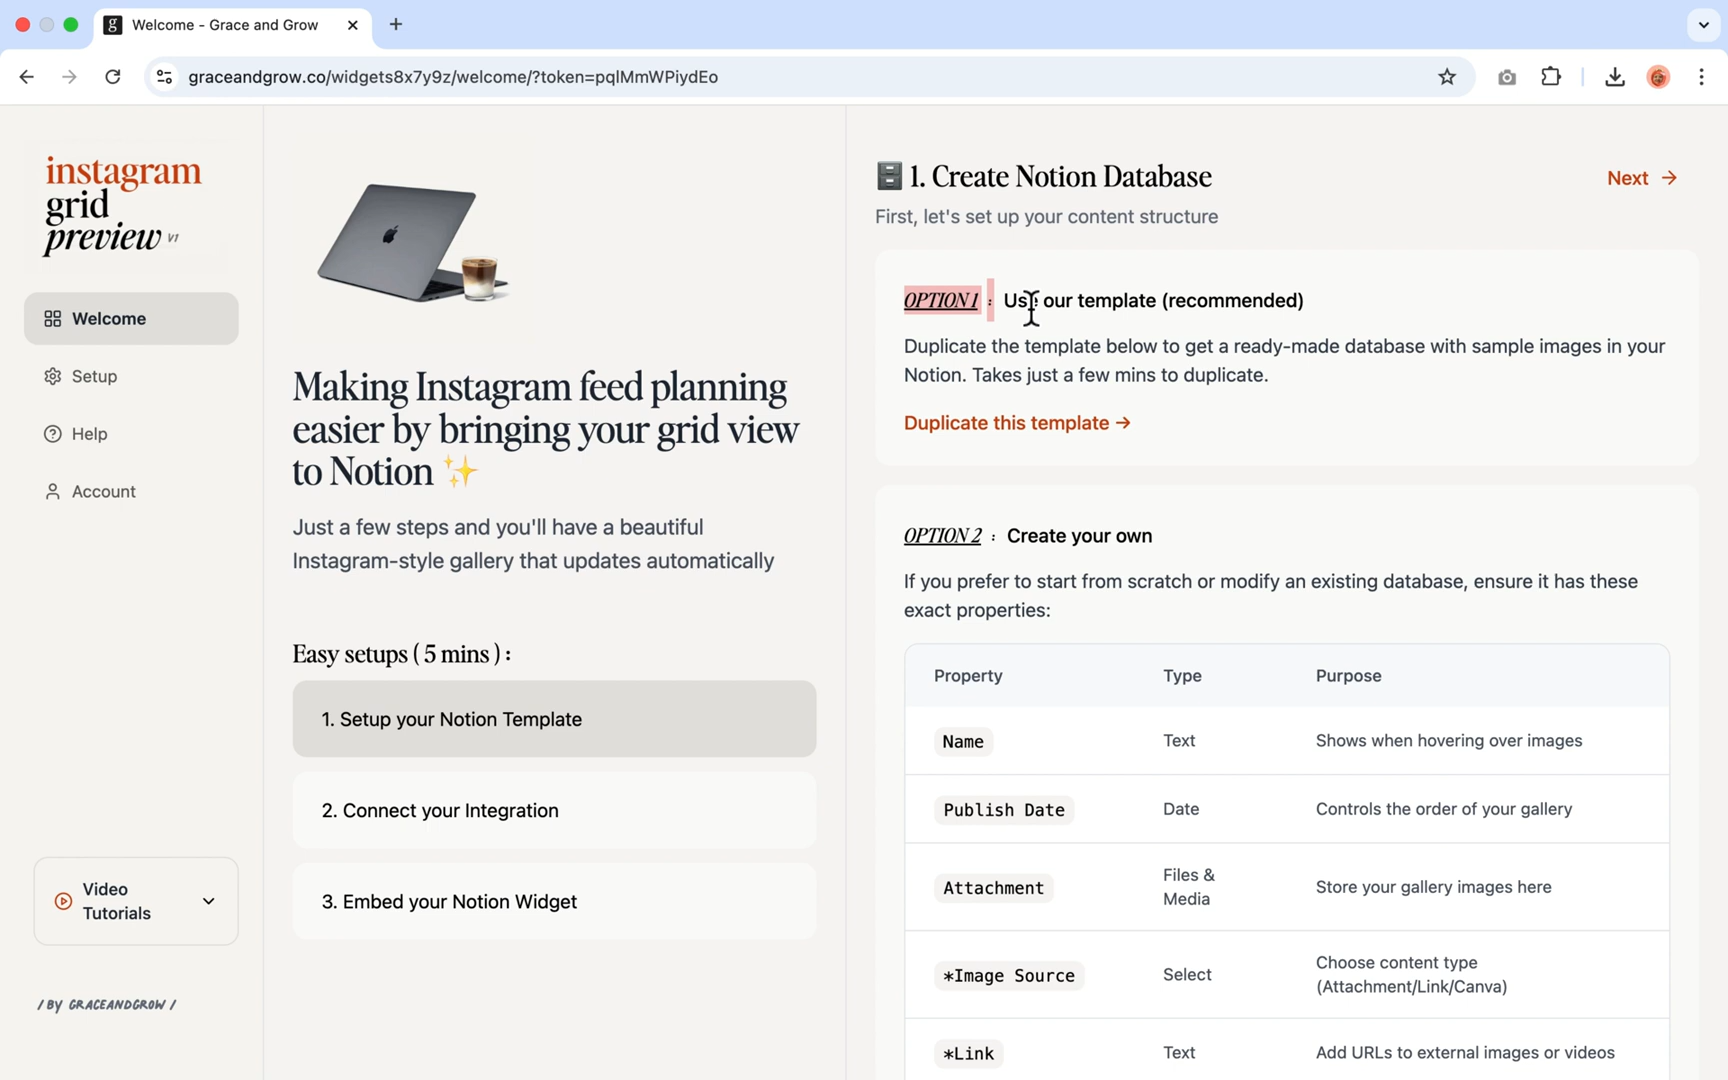 Welcome - Grace and Grow
graceandgrow.co/widgets8x7y9z/welcome/?token=pqlMmWPiydEo
instagram
grid
preview V1
Welcome
Setup
Help
Account
Video
Tutorials
/ BY GRACEANDGROW /
Making Instagram feed planning
easier by bringing your grid view
to Notion ✨
Just a few steps and you'll have a beautiful
Instagram-style gallery that updates automatically
Easy setups ( 5 mins ) :
1. Setup your Notion Template
2. Connect your Integration
3. Embed your Notion Widget
1. Create Notion Database
Next →
First, let's set up your content structure
OPTION 1 : Use our template (recommended)
Duplicate the template below to get a ready-made database with sample images in your
Notion. Takes just a few mins to duplicate.
Duplicate this template →
OPTION 2 : Create your own
If you prefer to start from scratch or modify an existing database, ensure it has these
exact properties:
Property Type Purpose
Name Text Shows when hovering over images
Publish Date Date Controls the order of your gallery
Attachment Files &
Media Store your gallery images here
*Image Source Select Choose content type
(Attachment/Link/Canva)
*Link Text Add URLs to external images or videos